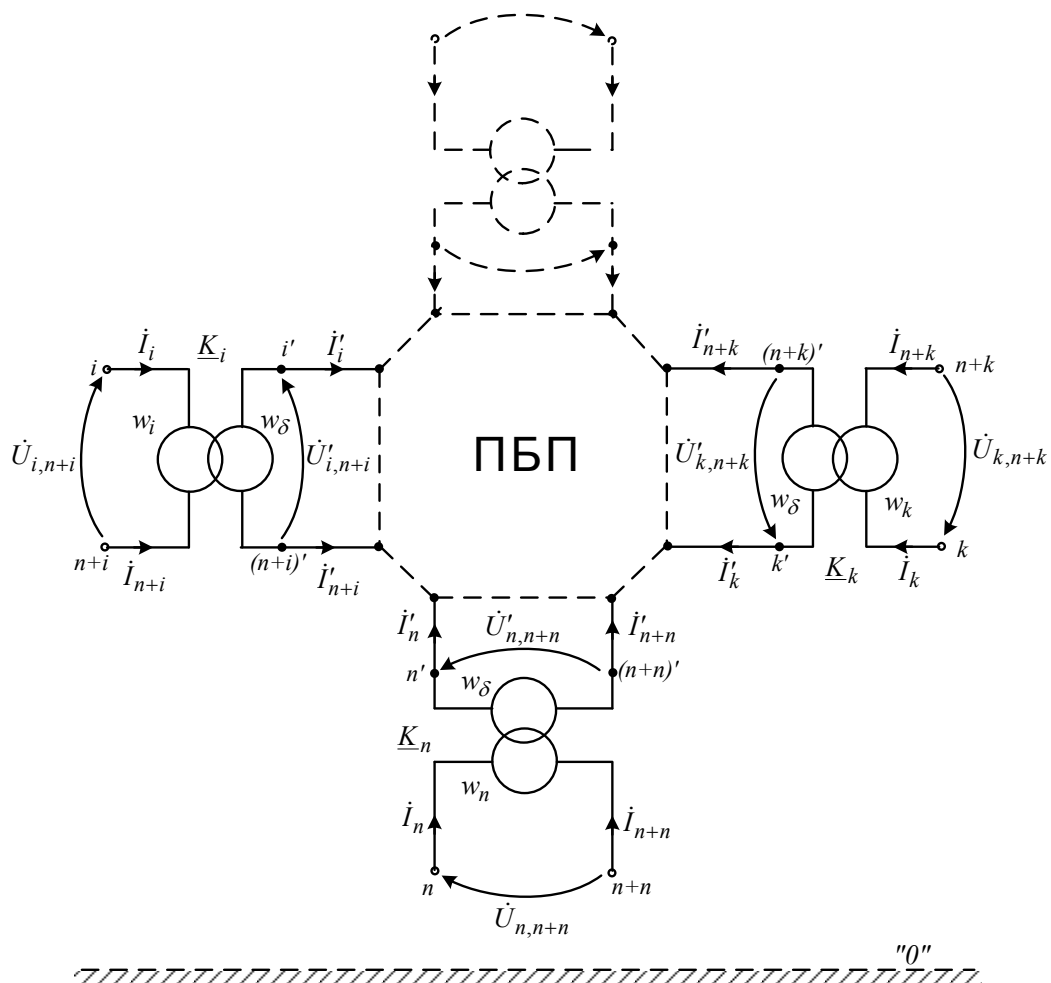 İ_i
K_i
i'
İ'_i
İ'_{n+k}
(n+k)'
İ_{n+k}
i
n+k
w_i
w_δ
U̇_{i,n+i}
U̇'_{i,n+i}
ПБП
U̇'_{k,n+k}
U̇_{k,n+k}
w_δ
w_k
n+i
(n+i)'
k'
k
İ_{n+i}
İ'_{n+i}
İ'_k
K_k
İ_k
İ'_n
U̇'_{n,n+n}
İ'_{n+n}
n'
w_δ
(n+n)'
K_n
w_n
İ_n
İ_{n+n}
n
n+n
U̇_{n,n+n}
"0"